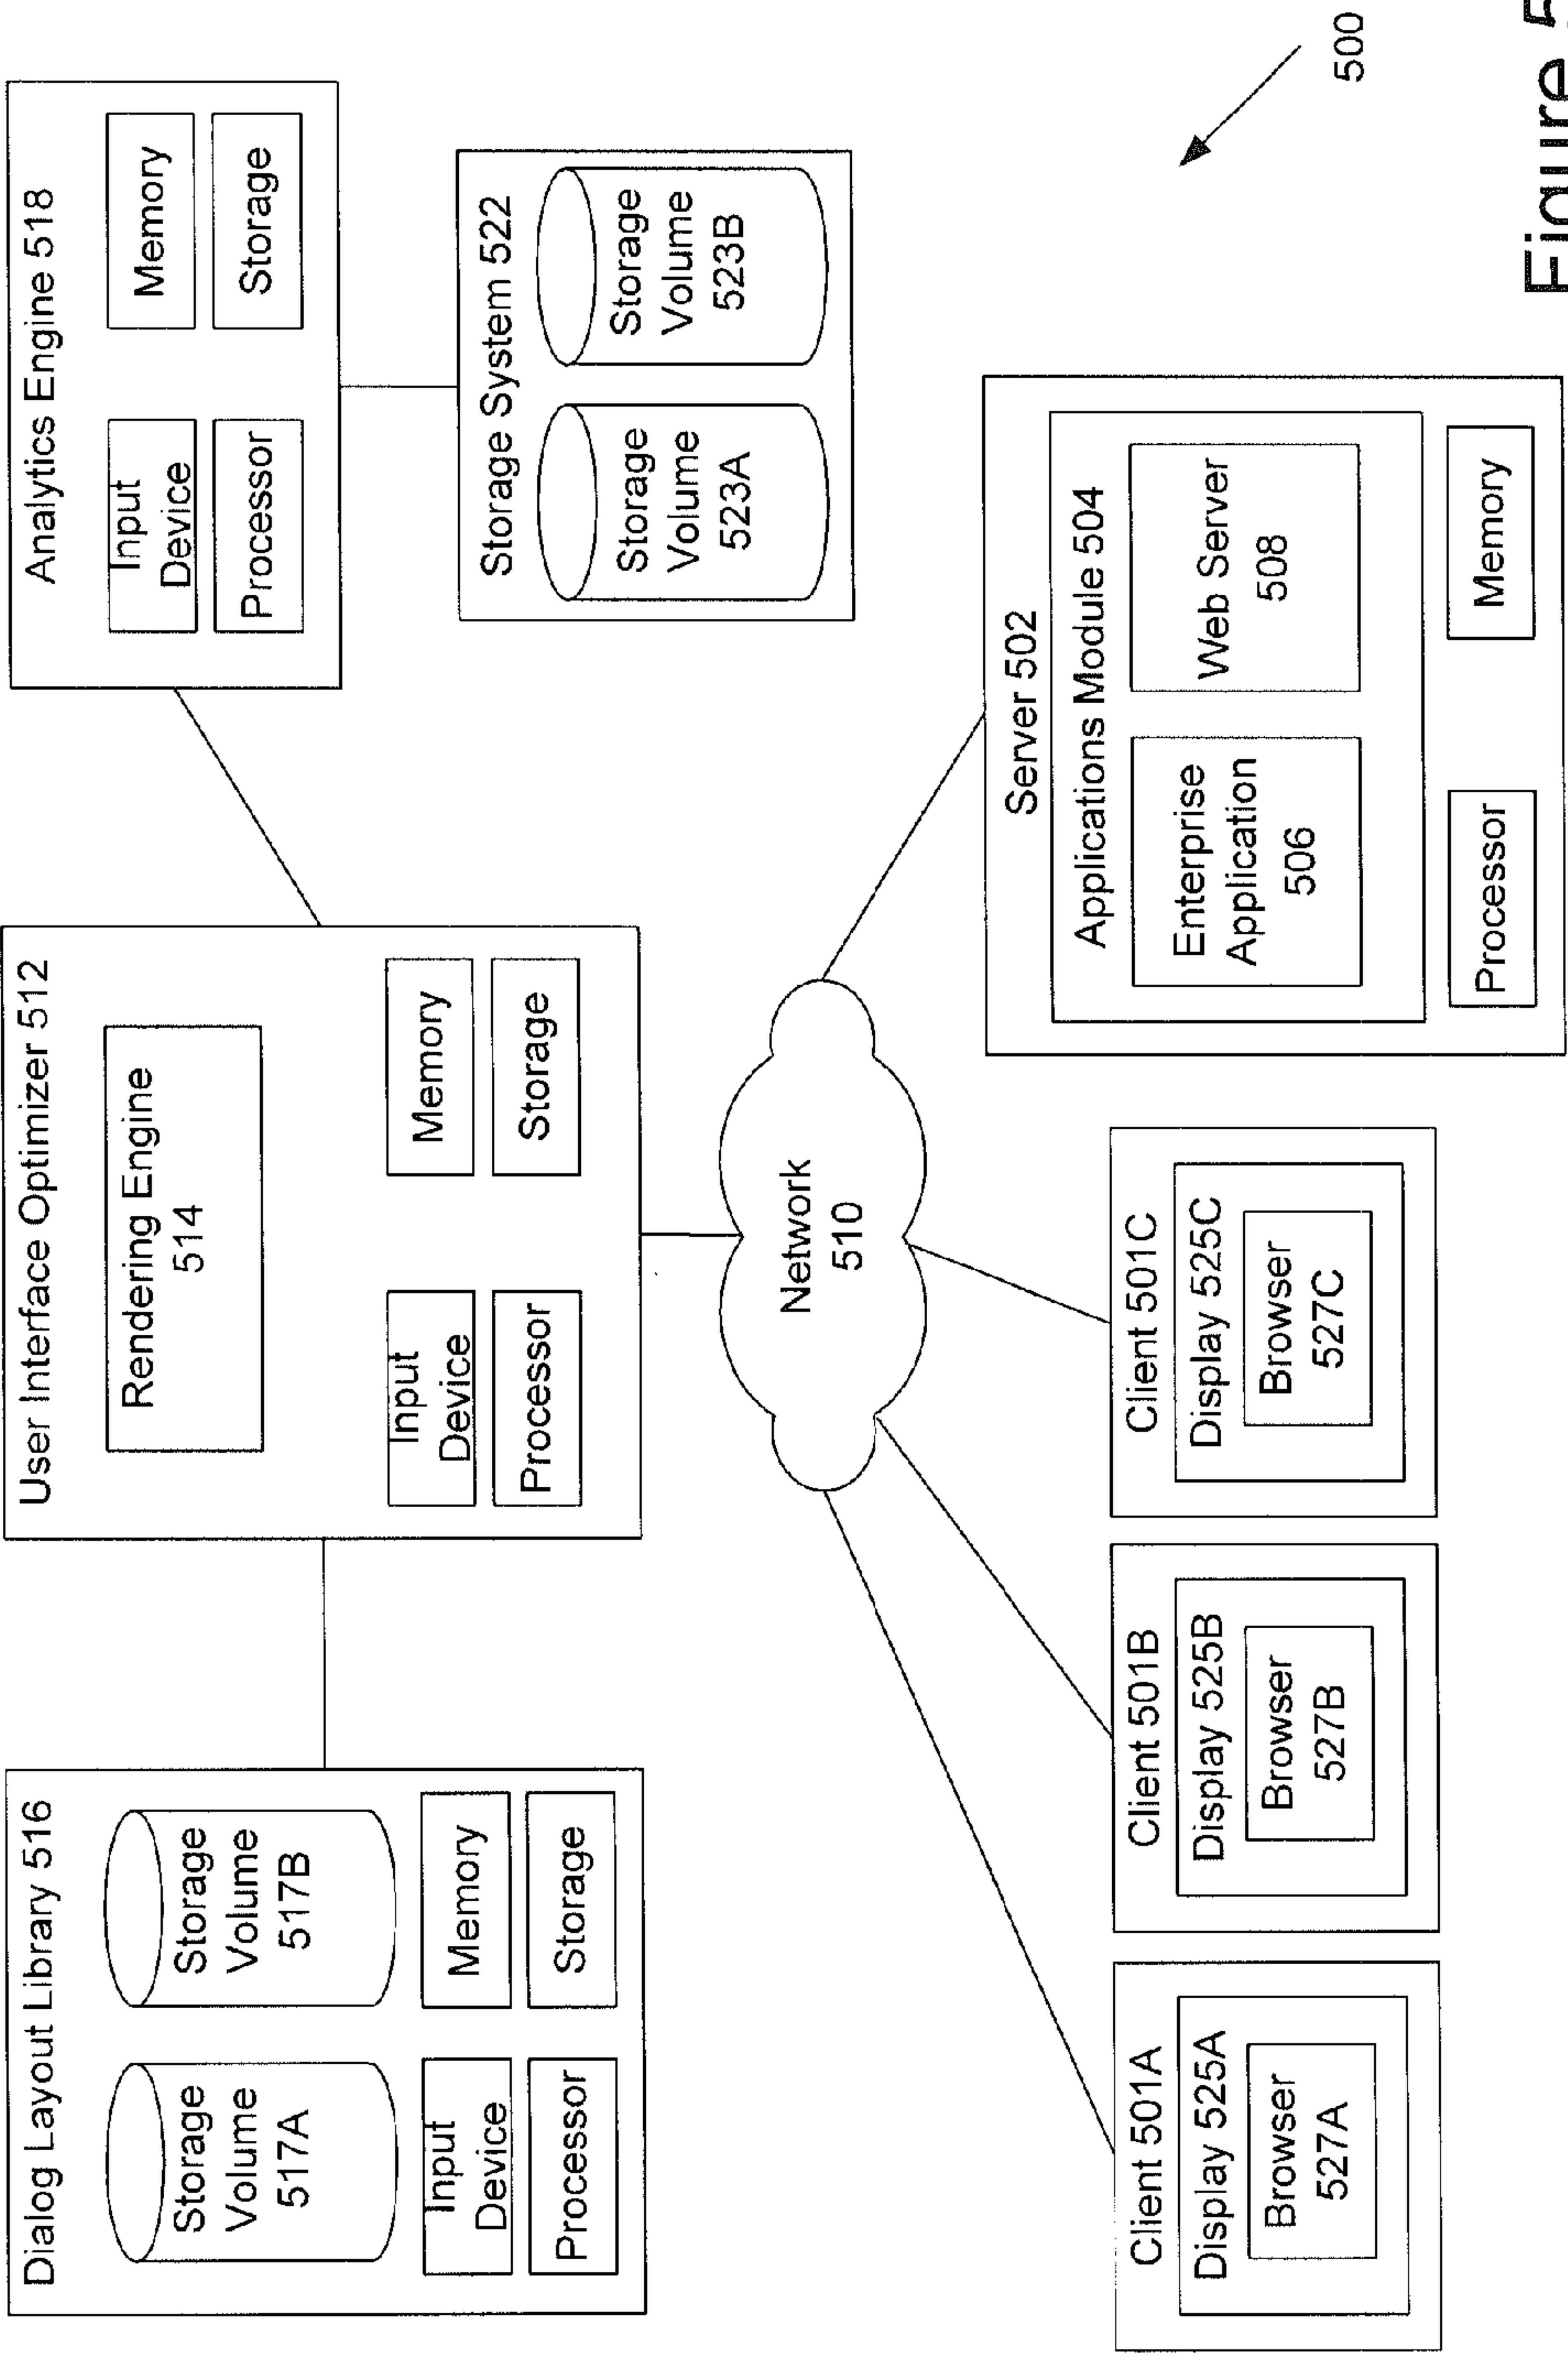 Dialog Layout Library 516
Storage
Volume
517A
Storage
Volume
517B
Input
Device
Memory
Processor
Storage
User Interface Optimizer 512
Rendering Engine
514
Input
Device
Memory
Processor
Storage
Analytics Engine 518
Input
Device
Memory
Processor
Storage
Storage System 522
Storage
Volume
523A
Storage
Volume
523B
Network
510
Client 501A
Display 525A
Browser
527A
Client 501B
Display 525B
Browser
527B
Client 501C
Display 525C
Browser
527C
Server 502
Applications Module 504
Enterprise
Application
506
Web Server
508
Processor
Memory
500
Figure 5